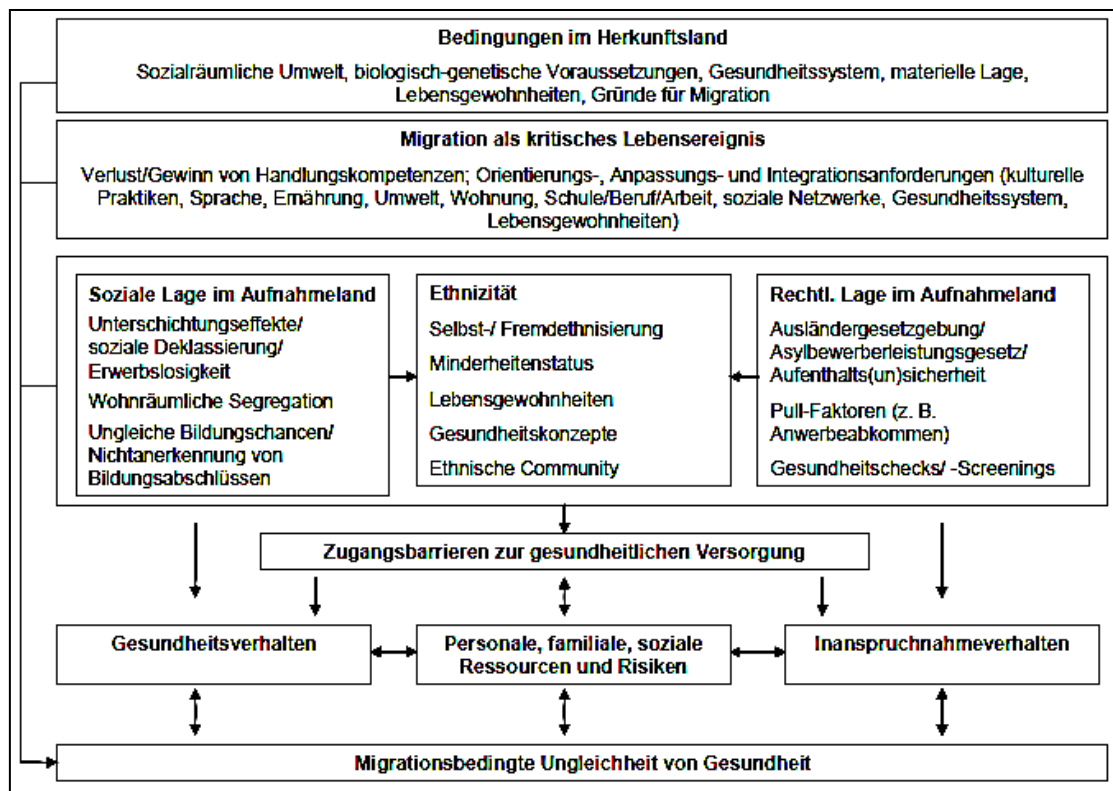 Bedingungen im Herkunftsland
Sozialräumliche Umwelt, biologisch-genetische Voraussetzungen, Gesundheitssystem, materielle Lage,
Lebensgewohnheiten, Gründe für Migration
Migration als kritisches Lebensereignis
Verlust/Gewinn von Handlungskompetenzen; Orientierungs-, Anpassungs- und Integrationsanforderungen (kulturelle
Praktiken, Sprache, Ernährung, Umwelt, Wohnung, Schule/Beruf/Arbeit, soziale Netzwerke, Gesundheitssystem,
Lebensgewohnheiten)
Soziale Lage im Aufnahmeland
Unterschichtungseffekte/
soziale Deklassierung/
Erwerbslosigkeit
Wohnräumliche Segregation
Ungleiche Bildungschancen/
Nichtanerkennung von
Bildungsabschlüssen
Ethnizität
Selbst-/ Fremdethnisierung
Minderheitenstatus
Lebensgewohnheiten
Gesundheitskonzepte
Ethnische Community
Rechtl. Lage im Aufnahmeland
Ausländergesetzgebung/
Asylbewerberleistungsgesetz/
Aufenthalts(un)sicherheit
Pull-Faktoren (z. B.
Anwerbeabkommen)
Gesundheitschecks/ -Screenings
Zugangsbarrieren zur gesundheitlichen Versorgung
Gesundheitsverhalten
Personale, familiale, soziale
Ressourcen und Risiken
Inanspruchnahmeverhalten
Migrationsbedingte Ungleichheit von Gesundheit